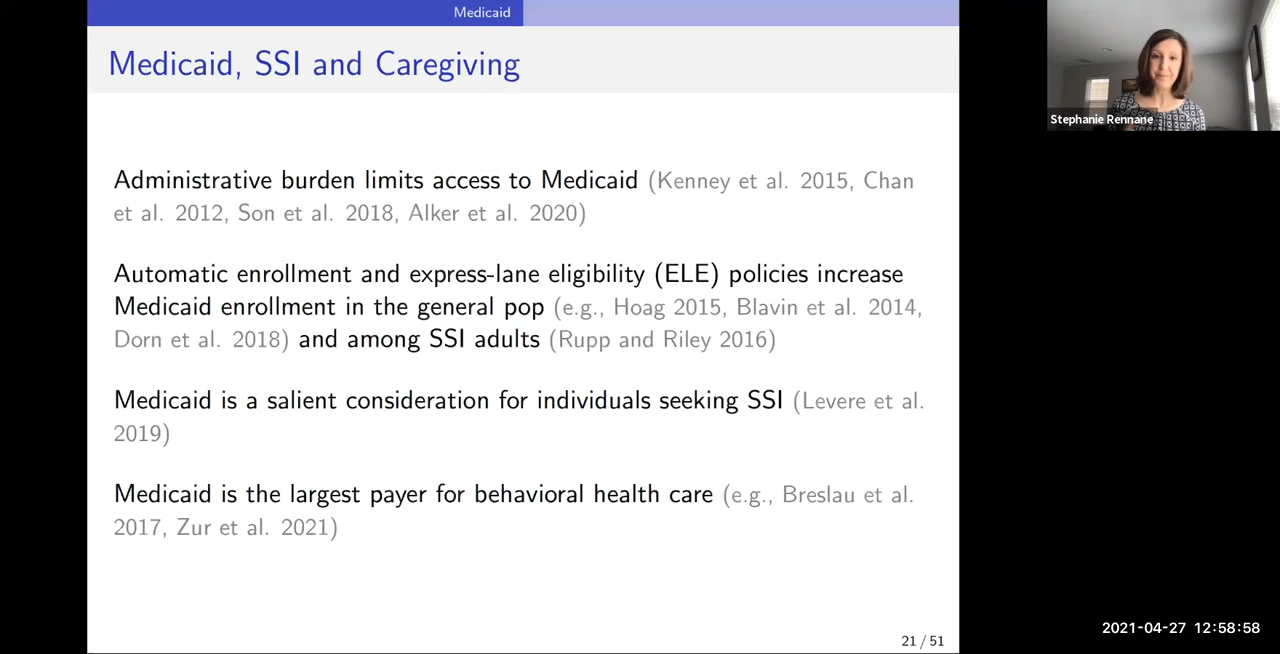 Medicaid
Medicaid, SSI and Caregiving
Stephanie Rennane
Administrative burden limits access to Medicaid (Kenney et al. 2015, Chan
et al. 2012, Son et al. 2018, Alker et al. 2020)
Automatic enrollment and express-lane eligibility (ELE) policies increase
Medicaid enrollment in the general pop (e.g., Hoag 2015, Blavin et al. 2014,
Dorn et al. 2018) and among SSI adults (Rupp and Riley 2016)
Medicaid is a salient consideration for individuals seeking SSI (Levere et al.
2019)
Medicaid is the largest payer for behavioral health care (e.g., Breslau et al.
2017, Zur et al. 2021)
21 / 51
2021-04-27 12:58:58